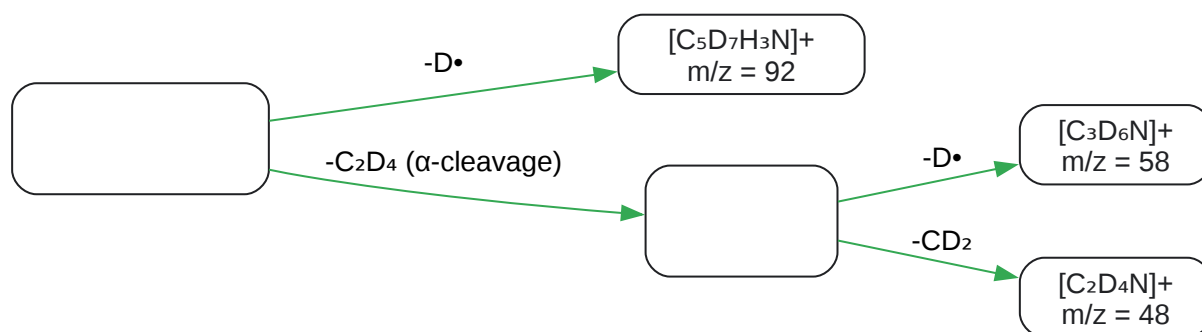 -D•
[C₅D₇H₃N]+
m/z = 92
-C₂D₄ (α-cleavage)
-D•
[C₃D₆N]+
m/z = 58
-CD₂
[C₂D₄N]+
m/z = 48